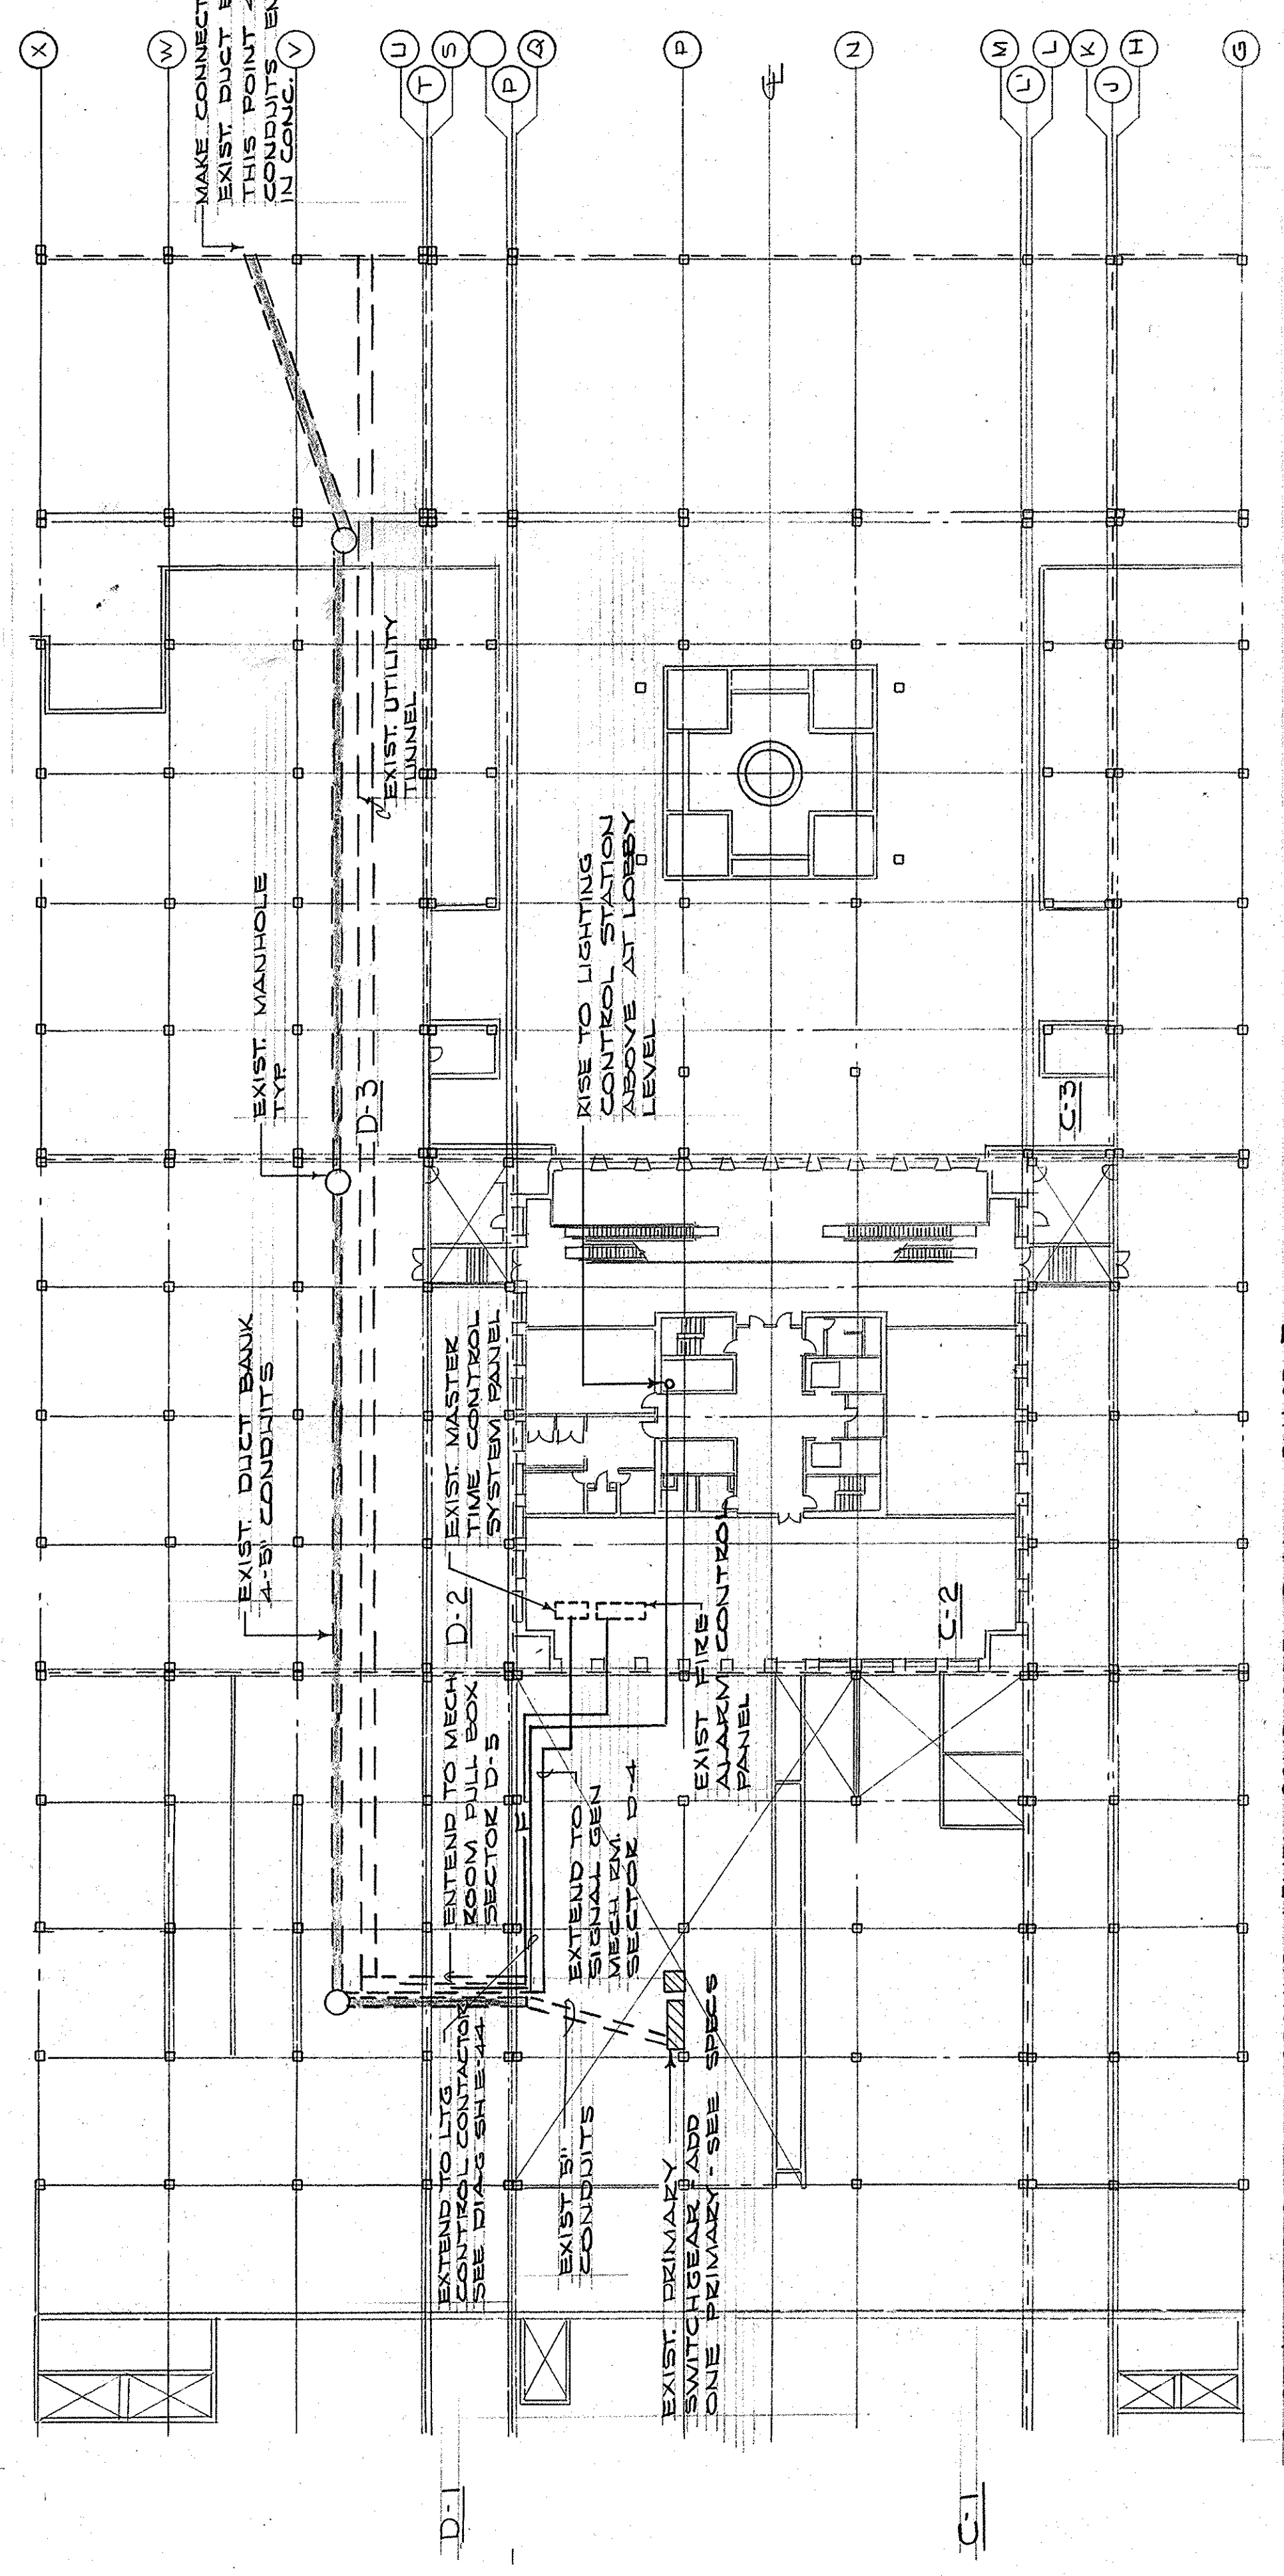 X
W
V
U
T
S
P
Q
P
N
M
L'
L
K
J
H
G
MAKE CONNECT
EXIST. DUCT
THIS POINT
CONDUITS
IN CONC.
EXIST. UTILITY
TUNNEL
EXIST. MANHOLE
TYP.
D-3
RISE TO LIGHTING
CONTROL STATION
ABOVE AT LOBBY
LEVEL
C-3
EXIST. DUCT BANK
4-5" CONDUITS
EXIST. MASTER
TIME CONTROL
SYSTEM PANEL
D-2
EXIST FIRE
ALARM CONTROL
PANEL
C-2
ENTEND TO MECH
ROOM PULL BOX
SECTOR D-5
EXTEND TO
SIGNAL GEN
MECH RM.
SECTOR D-4
EXTEND TO LTG
CONTROL CONTACTOR
SEE DIAG SH E-44
EXIST 5"
CONDUITS
EXIST. PRIMARY
SWITCHGEAR ADD
ONE PRIMARY - SEE SPECS
D-1
C-1